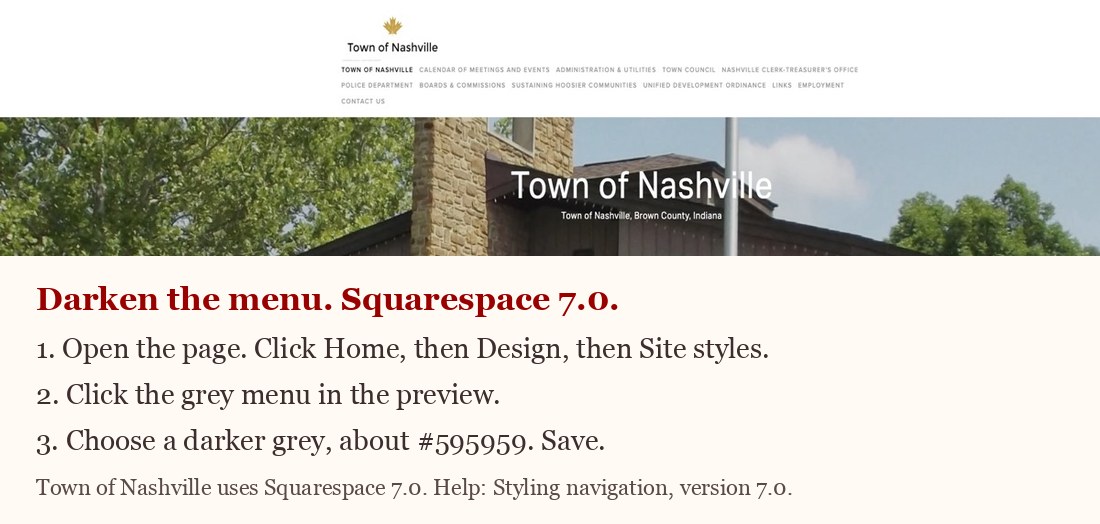 Town of Nashville
TOWN OF NASHVILLE CALENDAR OF MEETINGS AND EVENTS ADMINISTRATION & UTILITIES TOWN COUNCIL NASHVILLE CLERK-TREASURER'S OFFICE
POLICE DEPARTMENT BOARDS & COMMISSIONS SUSTAINING HOOSIER COMMUNITIES UNIFIED DEVELOPMENT ORDINANCE LINKS EMPLOYMENT
CONTACT US
Town of Nashville
Town of Nashville, Brown County, Indiana
Darken the menu. Squarespace 7.0.
1. Open the page. Click Home, then Design, then Site styles.
2. Click the grey menu in the preview.
3. Choose a darker grey, about #595959. Save.
Town of Nashville uses Squarespace 7.0. Help: Styling navigation, version 7.0.